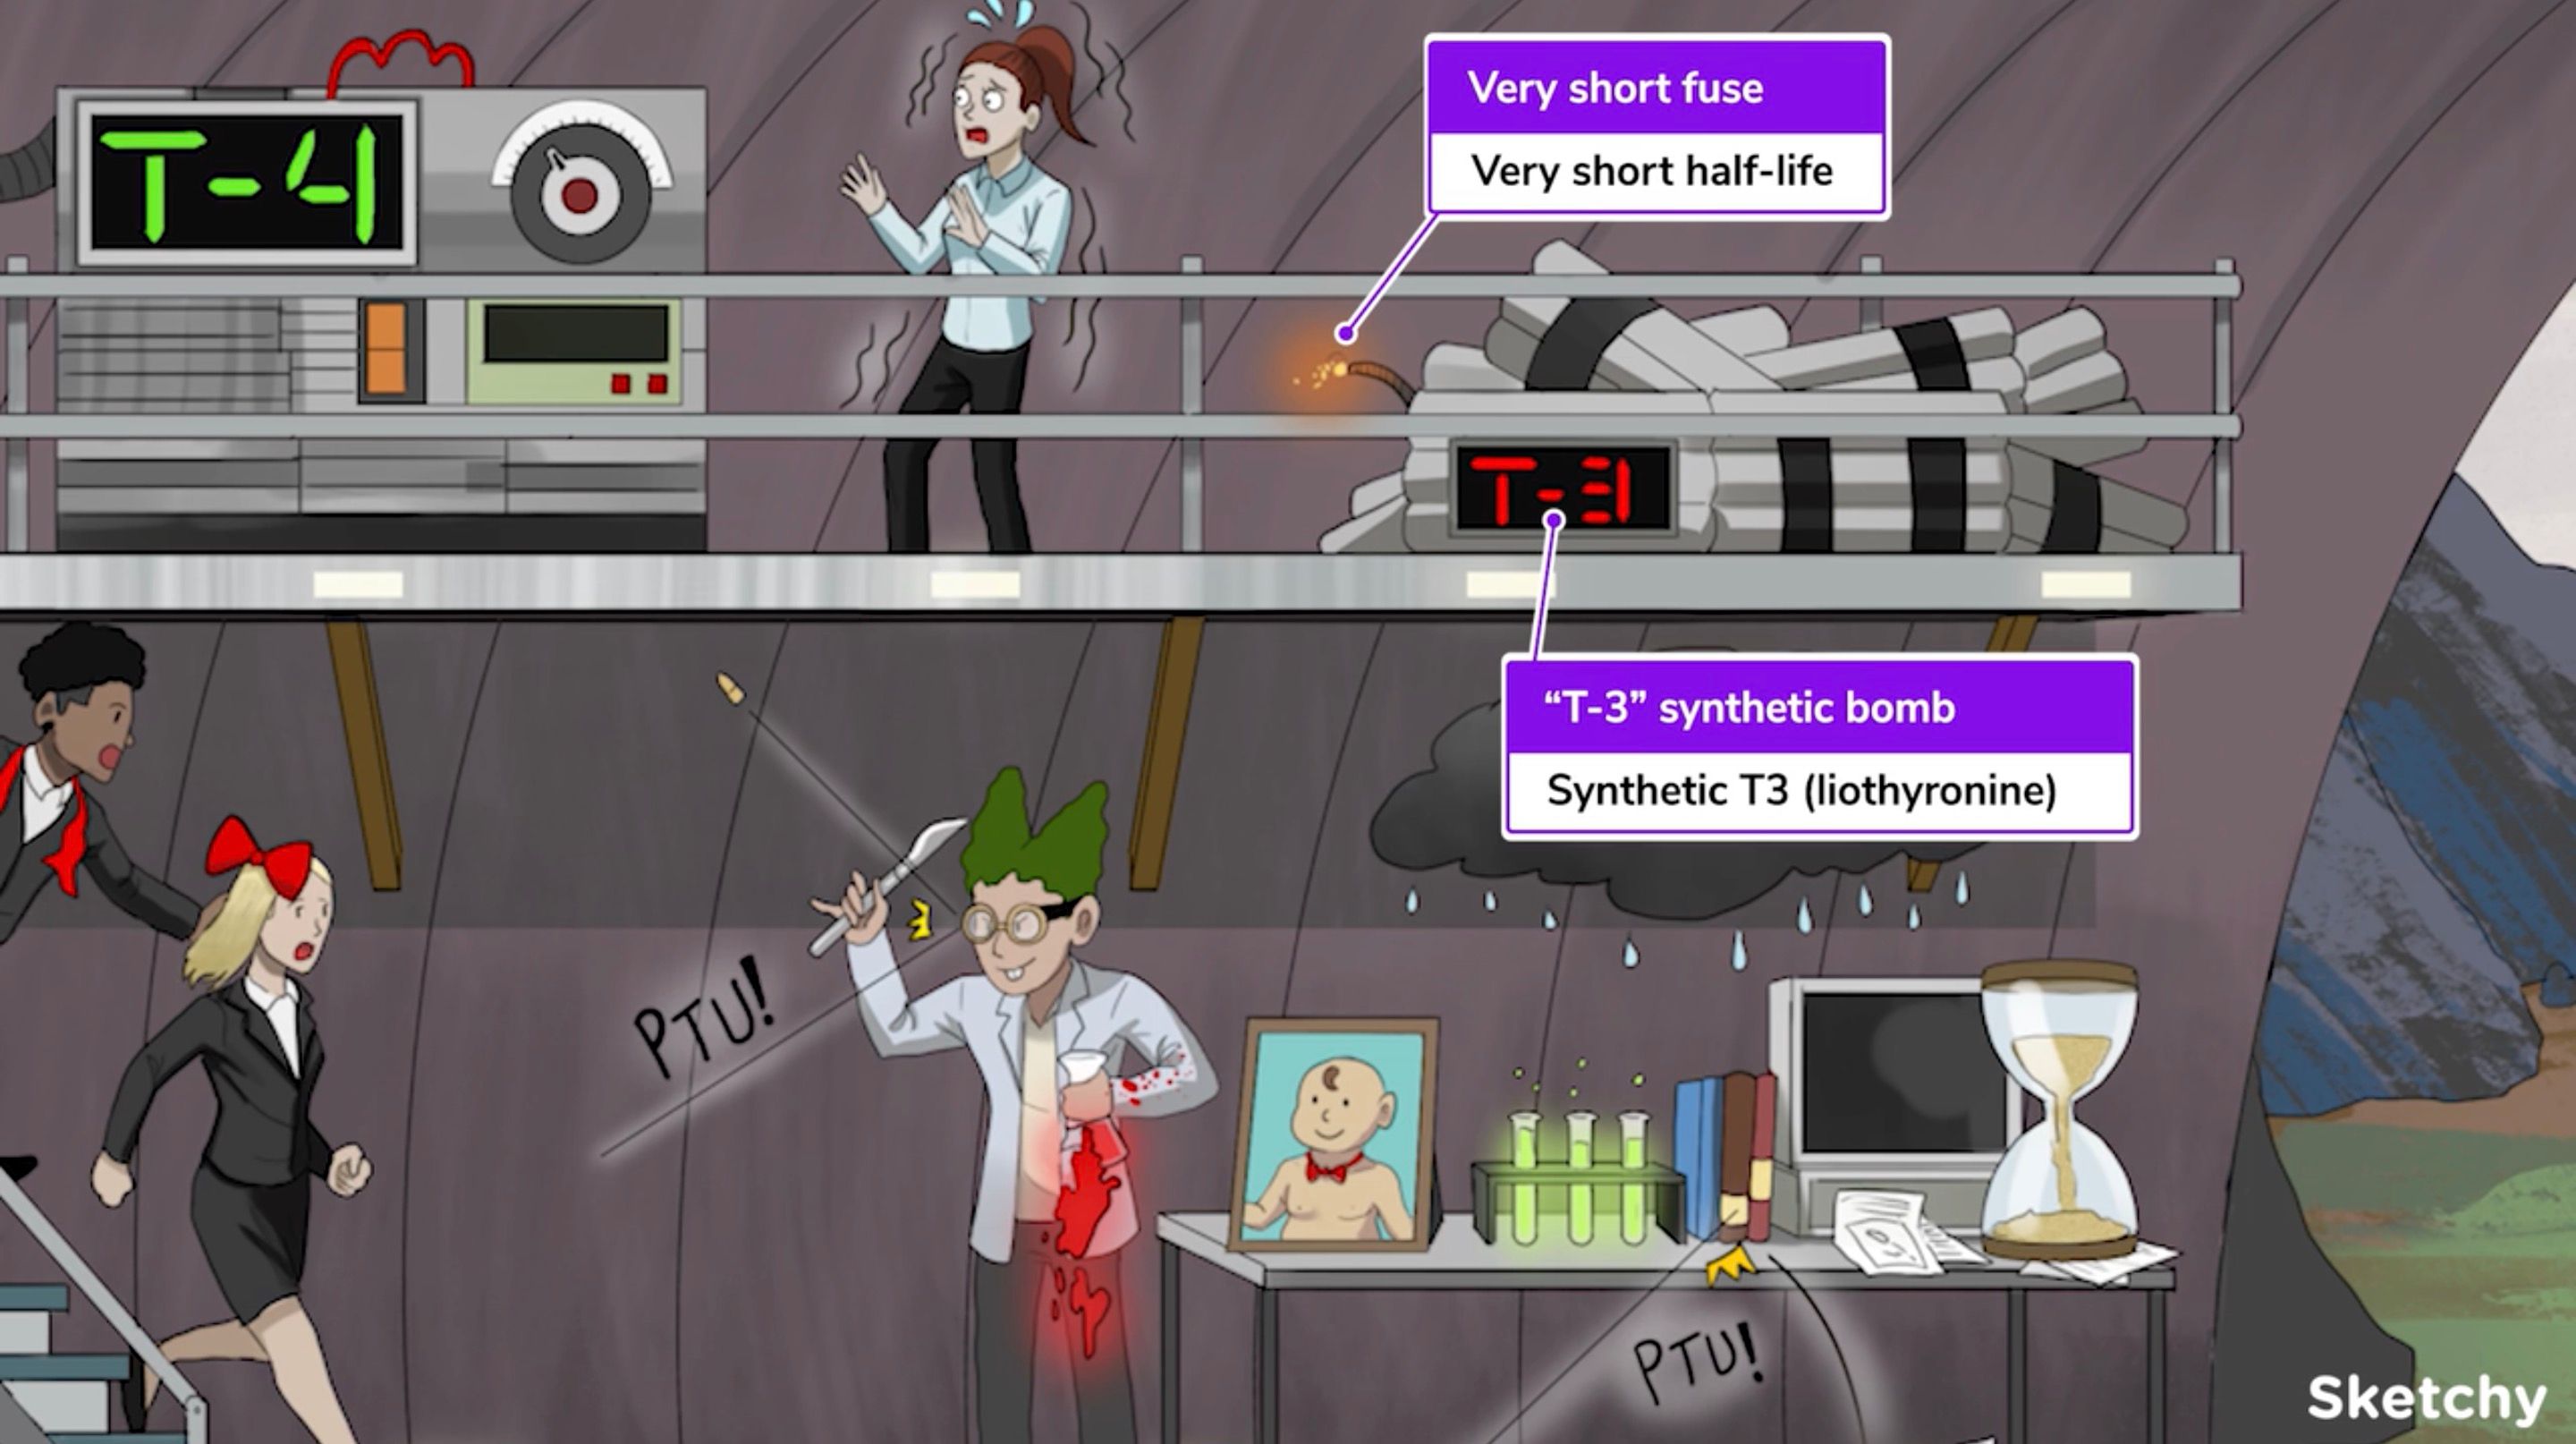 T-4
Very short fuse
Very short half-life
T-3
“T-3” synthetic bomb
Synthetic T3 (liothyronine)
PTU!
PTU!
Sketchy